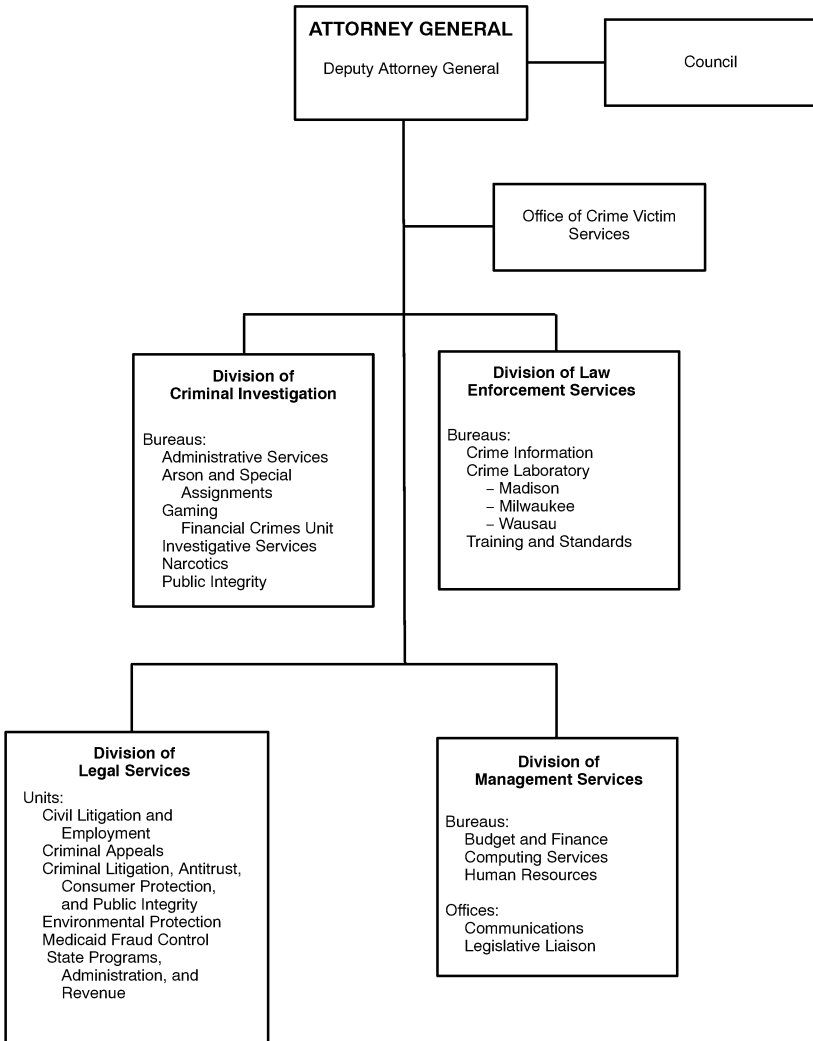 ATTORNEY GENERAL
Deputy Attorney General
Council
Office of Crime Victim
Services
Division of
Criminal Investigation
Bureaus:
Administrative Services
Arson and Special
Assignments
Gaming
Financial Crimes Unit
Investigative Services
Narcotics
Public Integrity
Division of Law
Enforcement Services
Bureaus:
Crime Information
Crime Laboratory
– Madison
– Milwaukee
– Wausau
Training and Standards
Division of
Legal Services
Units:
Civil Litigation and
Employment
Criminal Appeals
Criminal Litigation, Antitrust,
Consumer Protection,
and Public Integrity
Environmental Protection
Medicaid Fraud Control
State Programs,
Administration, and
Revenue
Division of
Management Services
Bureaus:
Budget and Finance
Computing Services
Human Resources
Offices:
Communications
Legislative Liaison